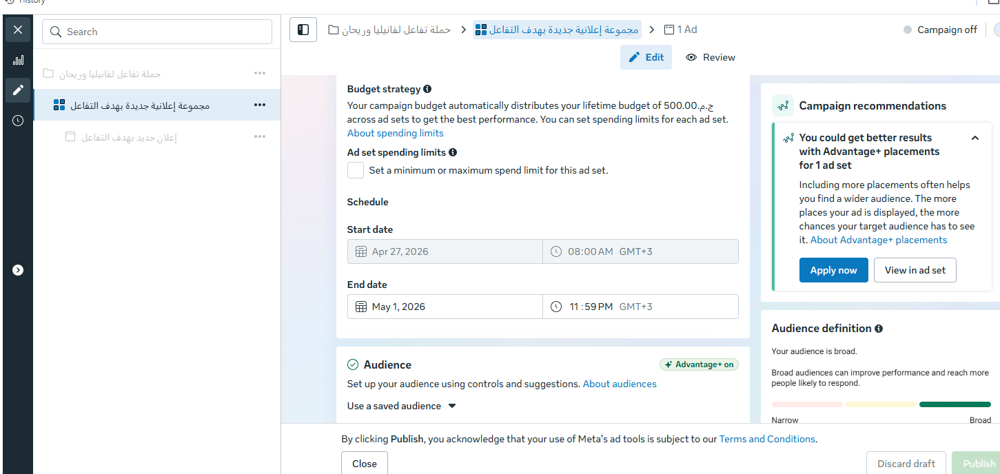 History
Search
حملة تفاعل لفانيليا وريحان
مجموعة إعلانية جديدة بهدف التفاعل
إعلان جديد بهدف التفاعل
حملة تفاعل لفانيليا وريحان
مجموعة إعلانية جديدة بهدف التفاعل
1 Ad
Campaign off
Edit
Review
Budget strategy
Your campaign budget automatically distributes your lifetime budget of 500.00.ج.م
across ad sets to get the best performance. You can set spending limits for each ad set.
About spending limits
Ad set spending limits
Set a minimum or maximum spend limit for this ad set.
Schedule
Start date
Apr 27, 2026
08:00 AM GMT+3
End date
May 1, 2026
11:59 PM GMT+3
Audience
Advantage+ on
Set up your audience using controls and suggestions. About audiences
Use a saved audience
Campaign recommendations
You could get better results
with Advantage+ placements
for 1 ad set
Including more placements often helps
you find a wider audience. The more
places your ad is displayed, the more
chances your target audience has to see
it. About Advantage+ placements
Apply now
View in ad set
Audience definition
Your audience is broad.
Broad audiences can improve performance and reach more
people likely to respond.
Narrow
Broad
By clicking Publish, you acknowledge that your use of Meta's ad tools is subject to our Terms and Conditions.
Close
Discard draft
Publish